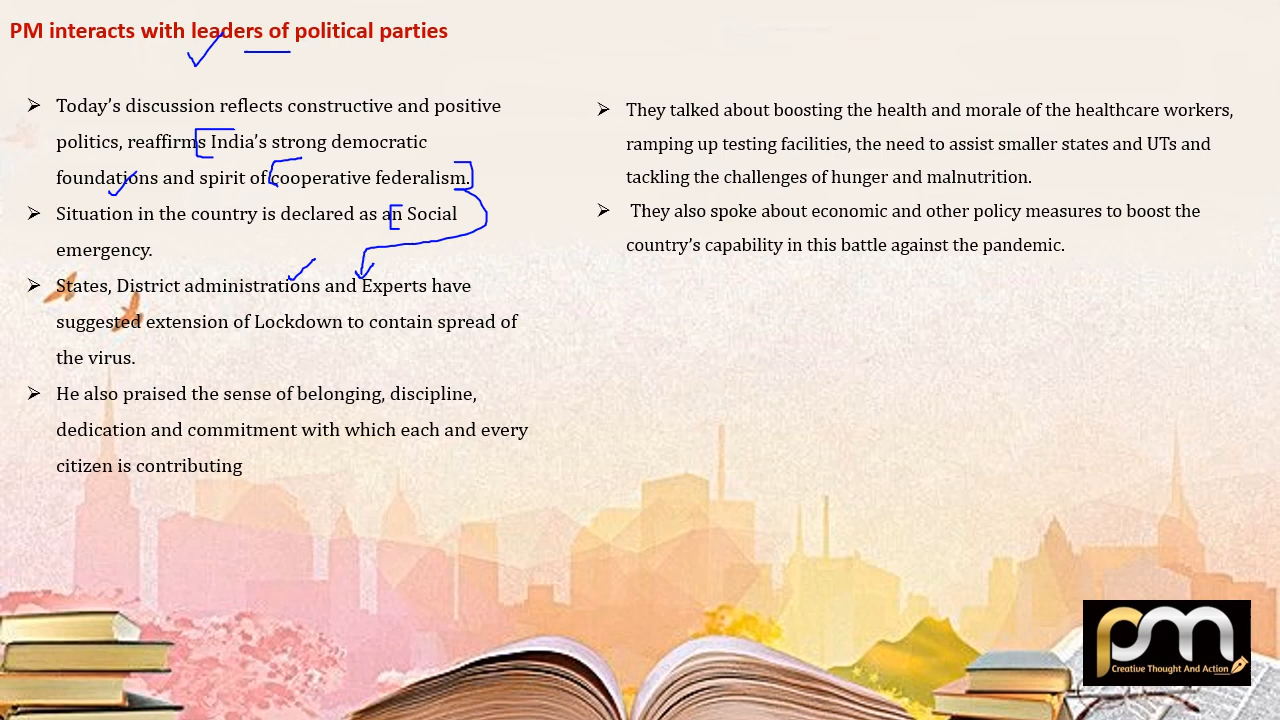 PM interacts with leaders of political parties
➢ Today’s discussion reflects constructive and positive
politics, reaffirms India’s strong democratic
foundations and spirit of cooperative federalism.
➢ Situation in the country is declared as an Social
emergency.
➢ States, District administrations and Experts have
suggested extension of Lockdown to contain spread of
the virus.
➢ He also praised the sense of belonging, discipline,
dedication and commitment with which each and every
citizen is contributing
➢ They talked about boosting the health and morale of the healthcare workers,
ramping up testing facilities, the need to assist smaller states and UTs and
tackling the challenges of hunger and malnutrition.
➢ They also spoke about economic and other policy measures to boost the
country’s capability in this battle against the pandemic.
pm
Creative Thought And Action